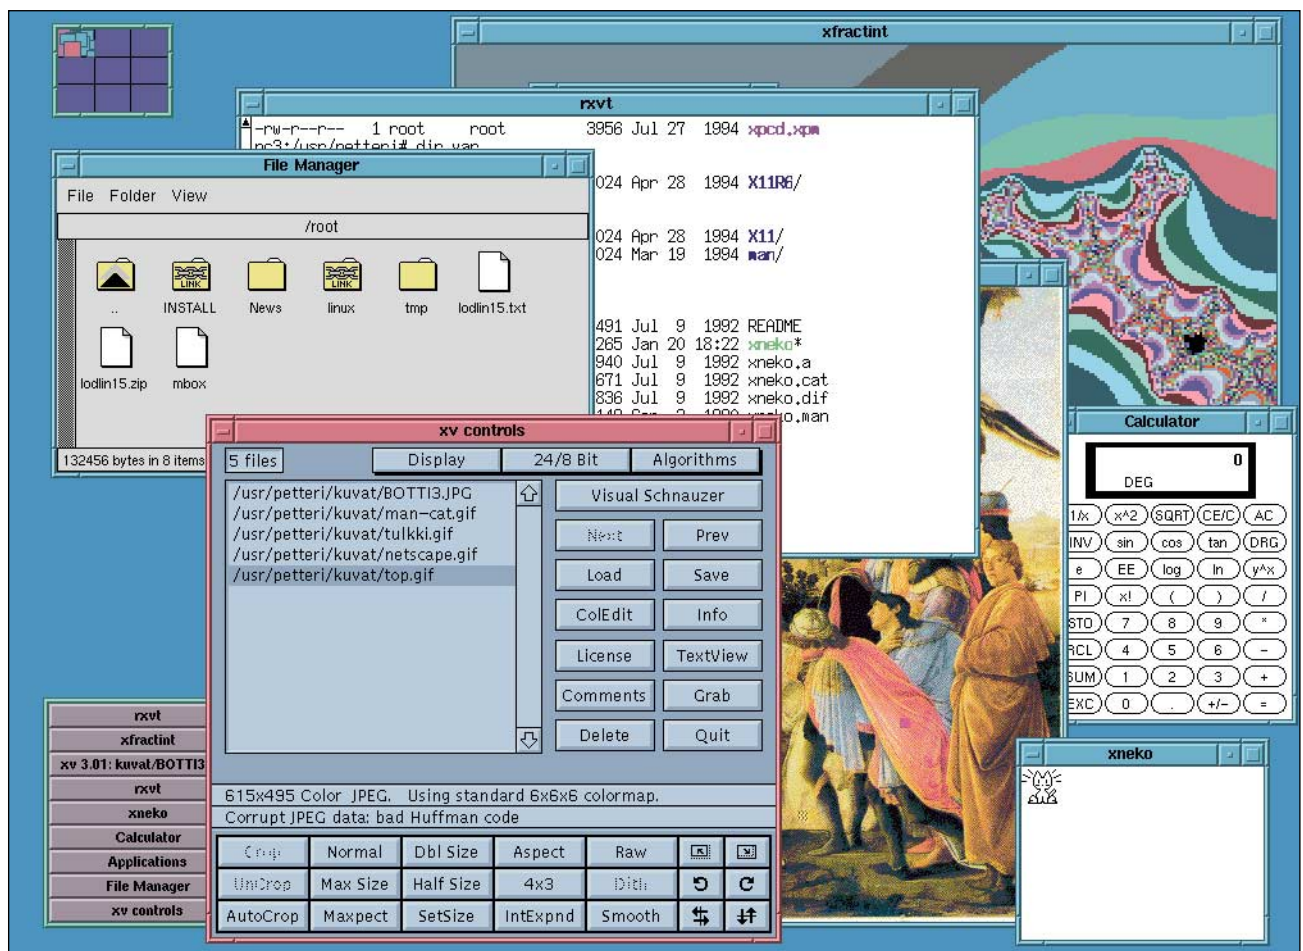 xfractint
rxvt
-rw-r--r-- 1 root root 3956 Jul 27 1994 xpcd.xpm
pc3:/usr/petteri# dir var
024 Apr 28 1994 X11R6/
024 Apr 28 1994 X11/
024 Mar 19 1994 man/
491 Jul 9 1992 README
265 Jan 20 18:22 xneko*
940 Jul 9 1992 xneko.a
671 Jul 9 1992 xneko.cat
836 Jul 9 1992 xneko.dif
xneko.man
File Manager
File Folder View
/root
.. INSTALL News linux tmp lodlin15.txt
LINK LINK
lodlin15.zip mbox
132456 bytes in 8 items
xv controls
5 files Display 24/8 Bit Algorithms
/usr/petteri/kuvat/BOTTI3.JPG
/usr/petteri/kuvat/man-cat.gif
/usr/petteri/kuvat/tulkki.gif
/usr/petteri/kuvat/netscape.gif
/usr/petteri/kuvat/top.gif
Visual Schnauzer
Next Prev
Load Save
ColEdit Info
License TextView
Comments Grab
Delete Quit
615x495 Color JPEG. Using standard 6x6x6 colormap.
Corrupt JPEG data: bad Huffman code
Crop Normal Dbl Size Aspect Raw
UnCrop Max Size Half Size 4x3 Dith
AutoCrop Maxpect SetSize IntExpnd Smooth
Calculator
0
DEG
1/x x^2 SQRT CE/C AC
INV sin cos tan DRG
e EE log ln y^x
PI x! ( ) /
STO 7 8 9 *
RCL 4 5 6 -
SUM 1 2 3 +
EXC 0 . +/- =
xneko
rxvt
xfractint
xv 3.01: kuvat/BOTTI3
rxvt
xneko
Calculator
Applications
File Manager
xv controls